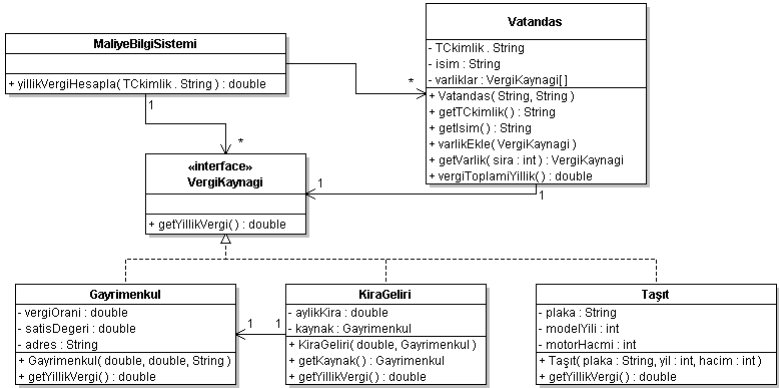 MaliyeBilgiSistemi
+ yillikVergiHesapla( TCkimlik . String ) : double
Vatandas
- TCkimlik . String
- isim : String
- varliklar : VergiKaynagi[ ]
+ Vatandas( String, String )
+ getTCkimlik() : String
+ getIsim() : String
+ varlikEkle( VergiKaynagi )
+ getVarlik( sira : int ) : VergiKaynagi
+ vergiToplamiYillik() : double
*
1
*
«interface»
VergiKaynagi
+ getYillikVergi() : double
1
1
Gayrimenkul
- vergiOrani : double
- satisDegeri : double
- adres : String
+ Gayrimenkul( double, double, String )
+ getYillikVergi() : double
1
1
KiraGeliri
- aylikKira : double
- kaynak : Gayrimenkul
+ KiraGeliri( double, Gayrimenkul )
+ getKaynak() : Gayrimenkul
+ getYillikVergi() : double
Taşıt
- plaka : String
- modelYili : int
- motorHacmi : int
+ Taşıt( plaka : String, yil : int, hacim : int )
+ getYillikVergi() : double